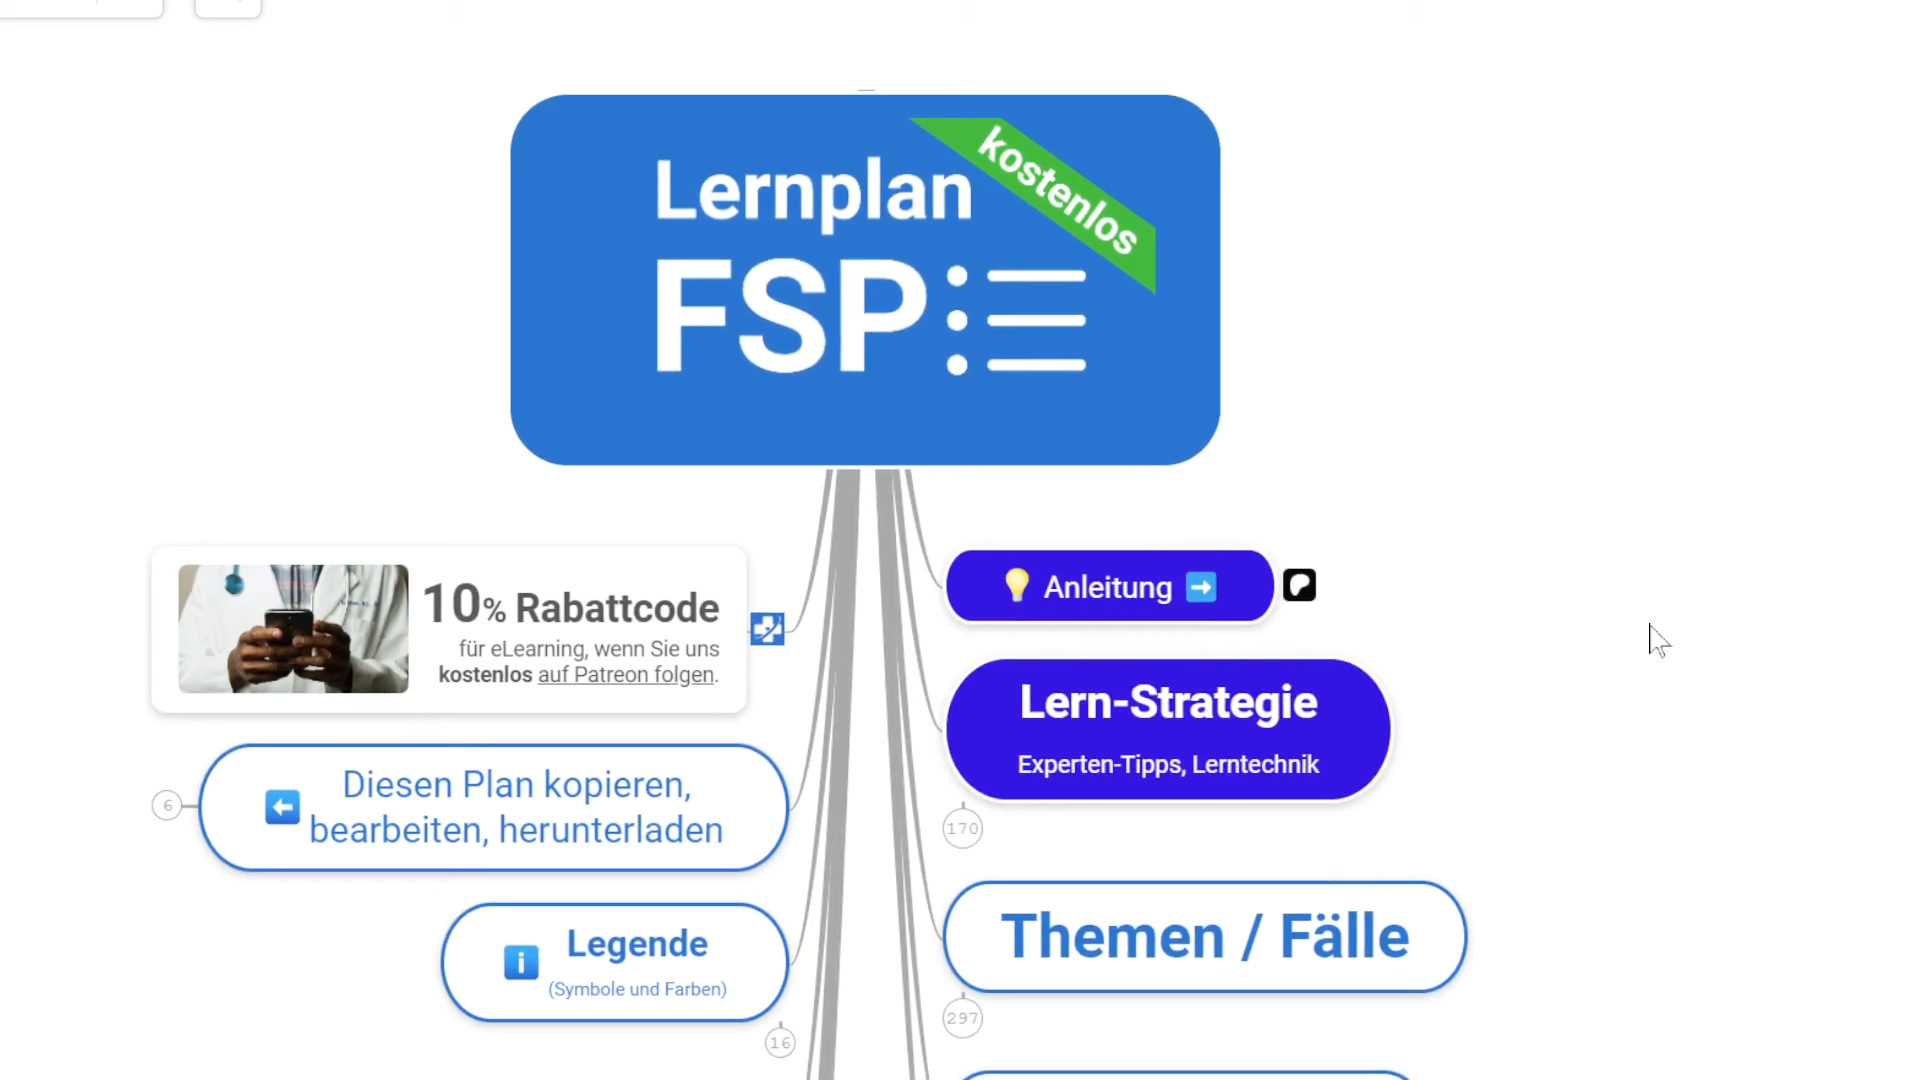 Lernplan
kostenlos
FSP
10% Rabattcode
für eLearning, wenn Sie uns
kostenlos auf Patreon folgen.
💡 Anleitung ➡️
Lern-Strategie
Experten-Tipps, Lerntechnik
170
6
⬅️ Diesen Plan kopieren,
bearbeiten, herunterladen
Themen / Fälle
297
ℹ️ Legende
(Symbole und Farben)
16